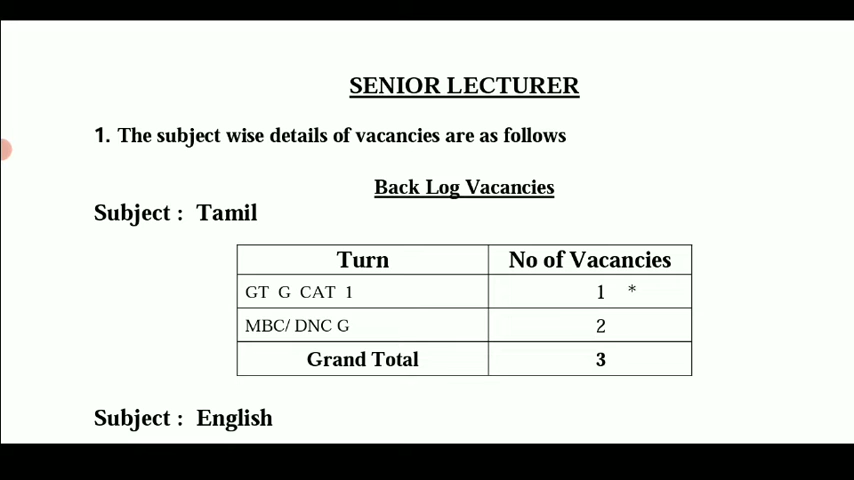 SENIOR LECTURER
1. The subject wise details of vacancies are as follows
Back Log Vacancies
Subject : Tamil
Turn No of Vacancies
GT G CAT 1 1 *
MBC/ DNC G 2
Grand Total 3
Subject : English